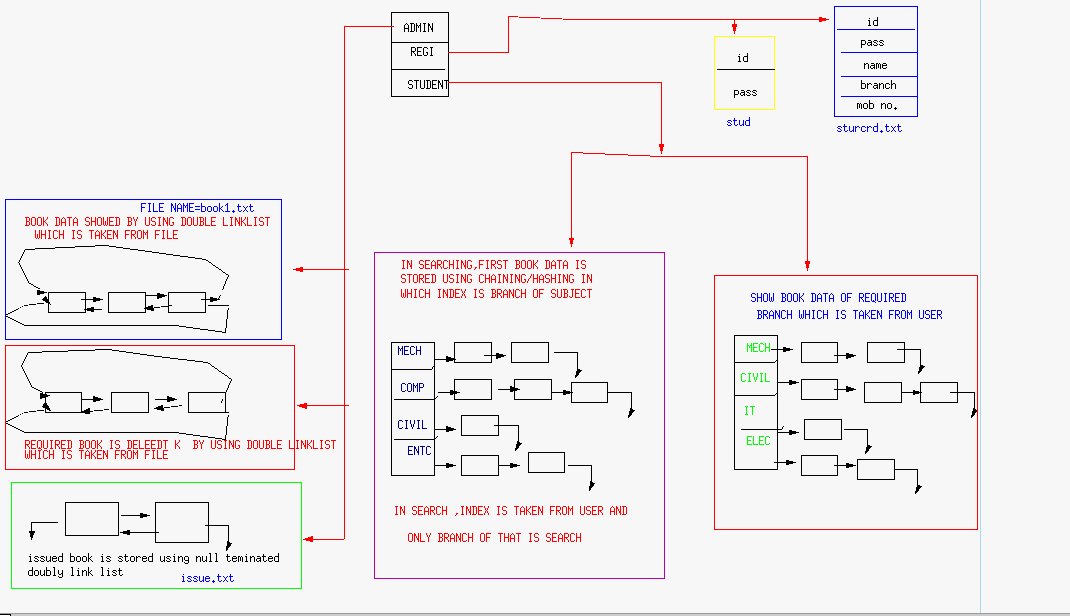 ADMIN
REGI
STUDENT
id
pass
stud
id
pass
name
branch
mob no.
sturcrd.txt
FILE NAME=book1.txt
BOOK DATA SHOWED BY USING DOUBLE LINKLIST
WHICH IS TAKEN FROM FILE
REQUIRED BOOK IS DELEEDT K BY USING DOUBLE LINKLIST
WHICH IS TAKEN FROM FILE
issued book is stored using null teminated
doubly link list
issue.txt
IN SEARCHING,FIRST BOOK DATA IS
STORED USING CHAINING/HASHING IN
WHICH INDEX IS BRANCH OF SUBJECT
MECH
COMP
CIVIL
ENTC
IN SEARCH ,INDEX IS TAKEN FROM USER AND
ONLY BRANCH OF THAT IS SEARCH
SHOW BOOK DATA OF REQUIRED
BRANCH WHICH IS TAKEN FROM USER
MECH
CIVIL
IT
ELEC